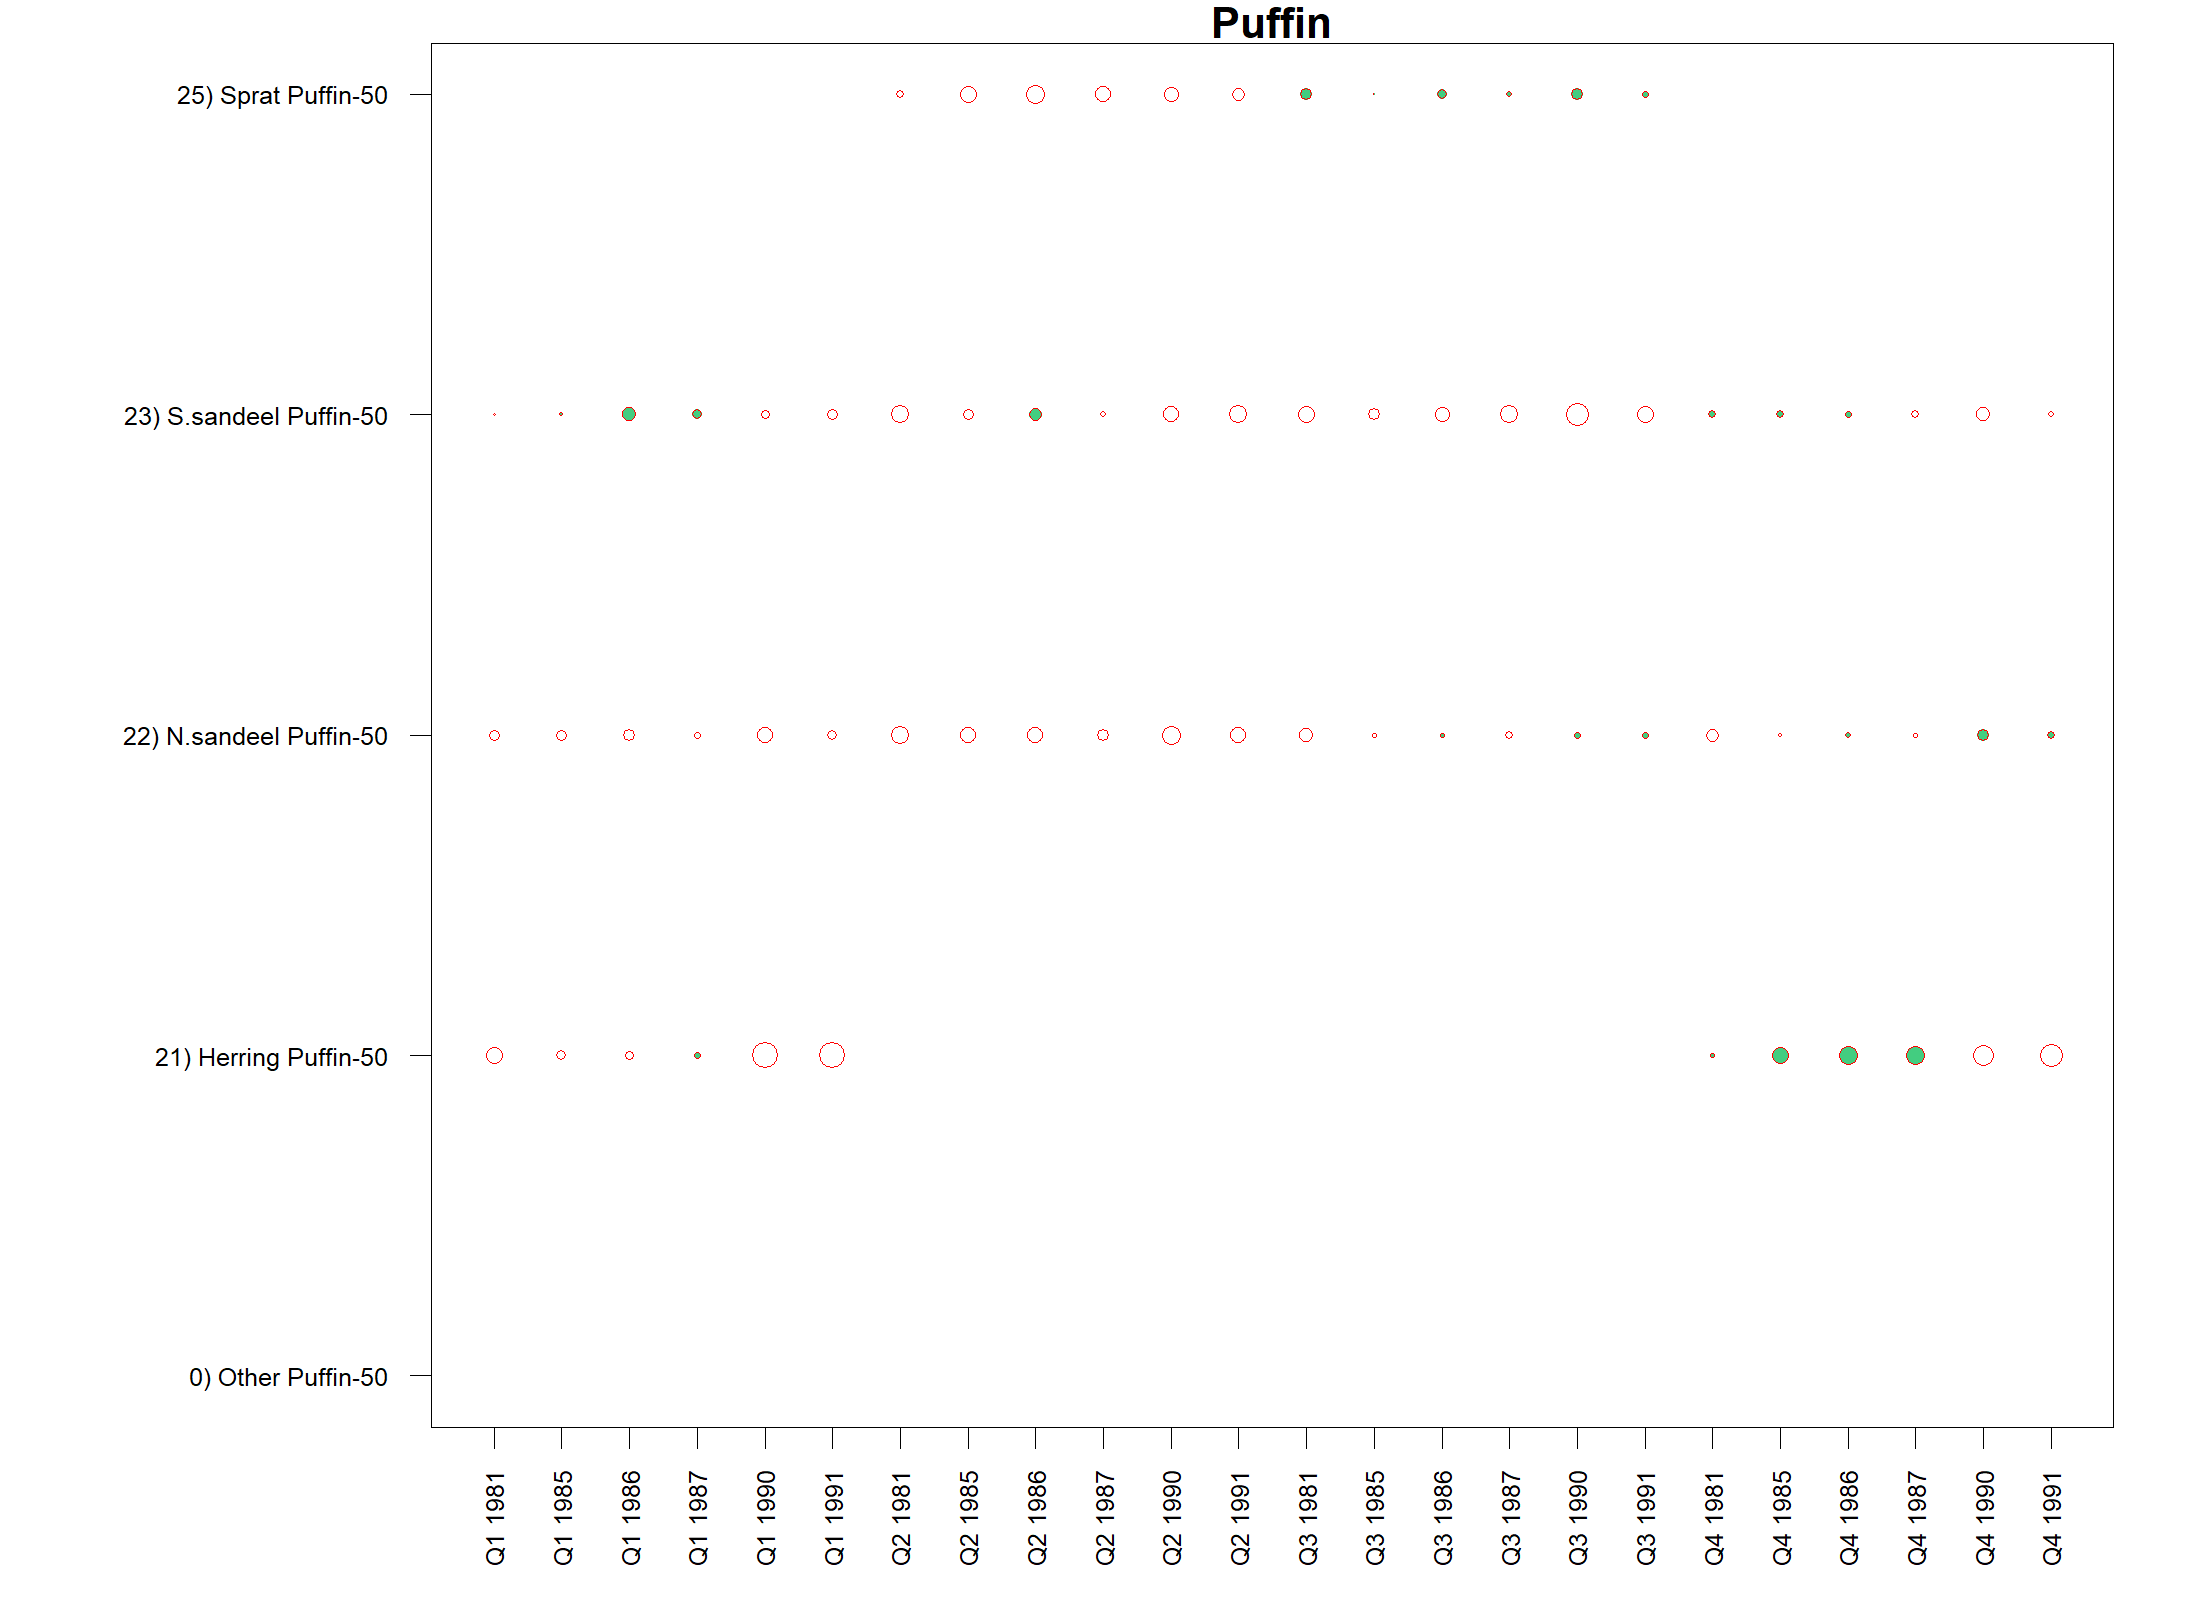 Puffin
25) Sprat Puffin-50
23) S.sandeel Puffin-50
22) N.sandeel Puffin-50
21) Herring Puffin-50
0) Other Puffin-50
Q1 1981
Q1 1985
Q1 1986
Q1 1987
Q1 1990
Q1 1991
Q2 1981
Q2 1985
Q2 1986
Q2 1987
Q2 1990
Q2 1991
Q3 1981
Q3 1985
Q3 1986
Q3 1987
Q3 1990
Q3 1991
Q4 1981
Q4 1985
Q4 1986
Q4 1987
Q4 1990
Q4 1991